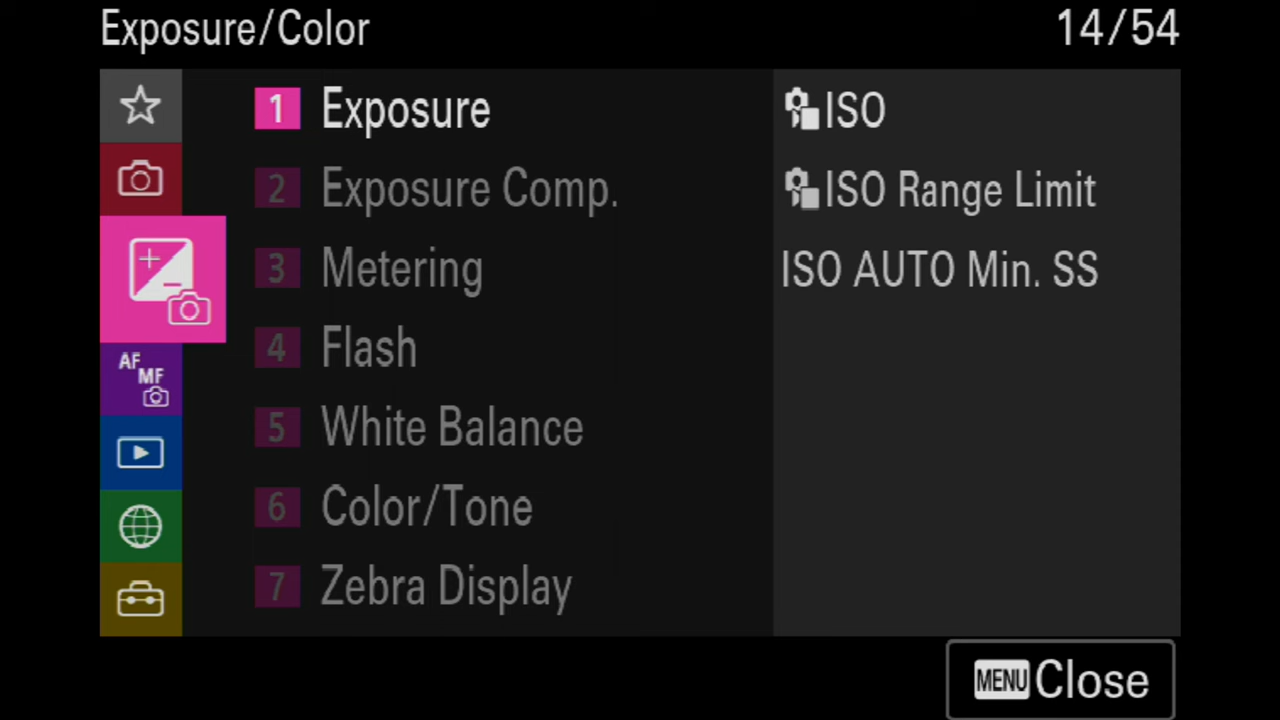 Exposure/Color 14/54
1 Exposure
2 Exposure Comp.
3 Metering
4 Flash
5 White Balance
6 Color/Tone
7 Zebra Display
ISO
ISO Range Limit
ISO AUTO Min. SS
AF
MF
MENU Close